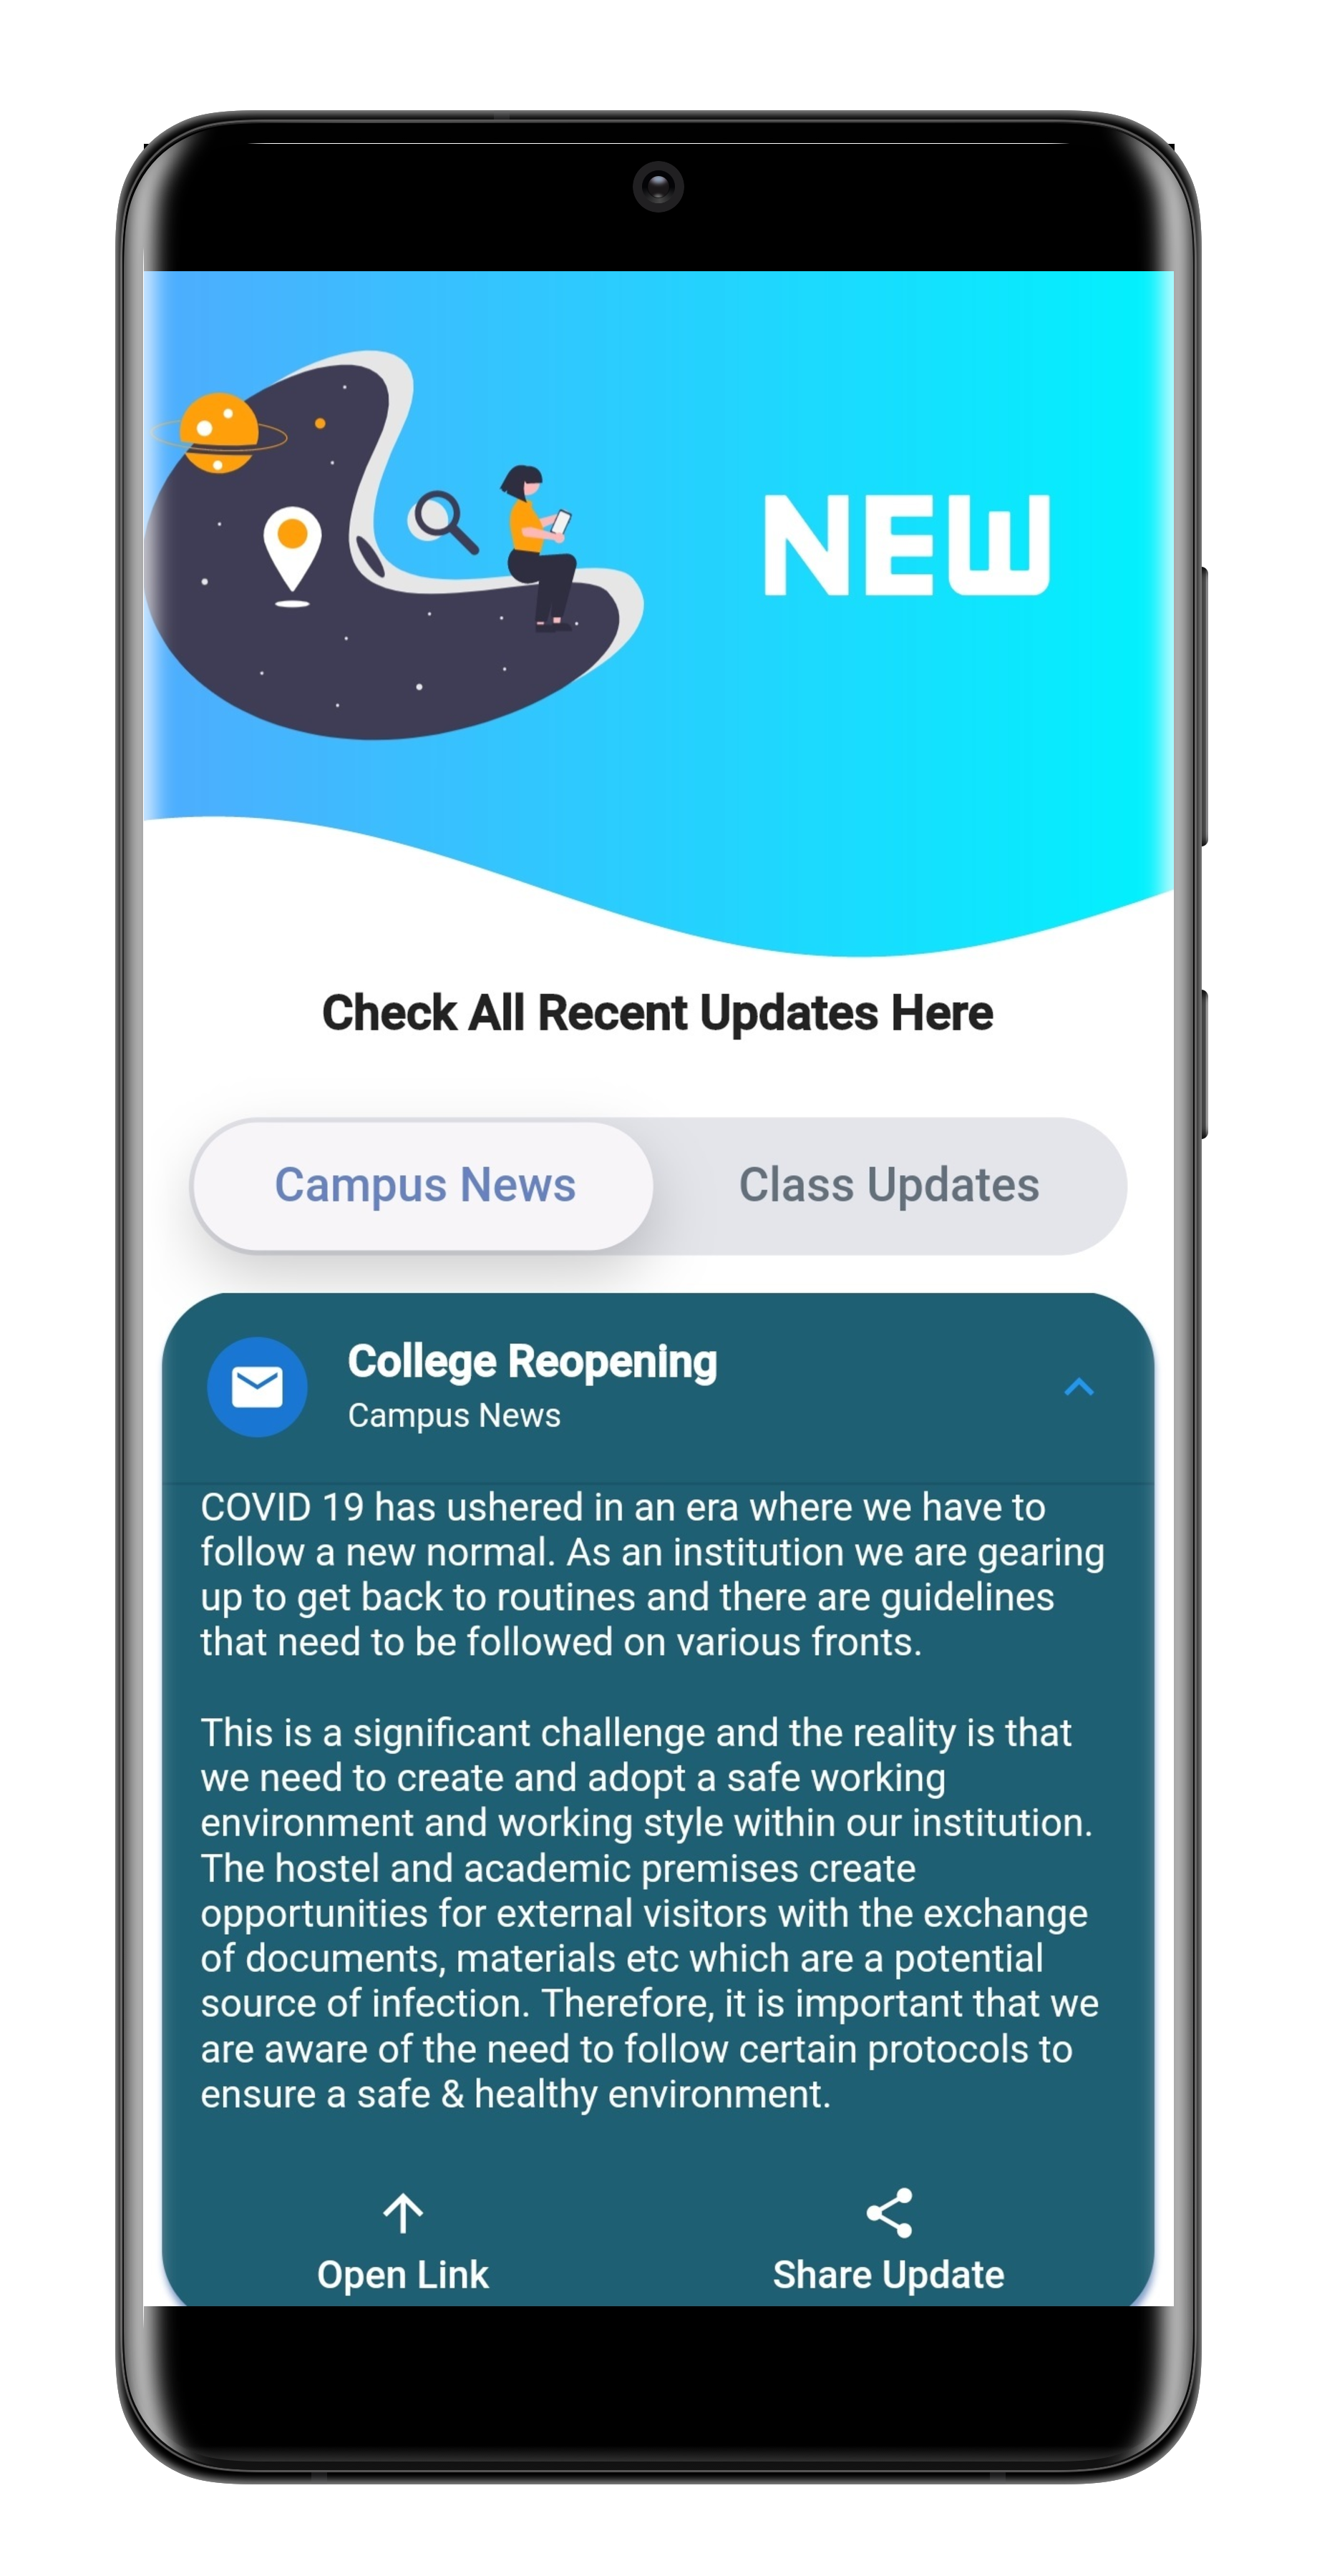 NEW
Check All Recent Updates Here
Campus News
Class Updates
College Reopening
Campus News
COVID 19 has ushered in an era where we have to
follow a new normal. As an institution we are gearing
up to get back to routines and there are guidelines
that need to be followed on various fronts.
This is a significant challenge and the reality is that
we need to create and adopt a safe working
environment and working style within our institution.
The hostel and academic premises create
opportunities for external visitors with the exchange
of documents, materials etc which are a potential
source of infection. Therefore, it is important that we
are aware of the need to follow certain protocols to
ensure a safe & healthy environment.
Open Link
Share Update